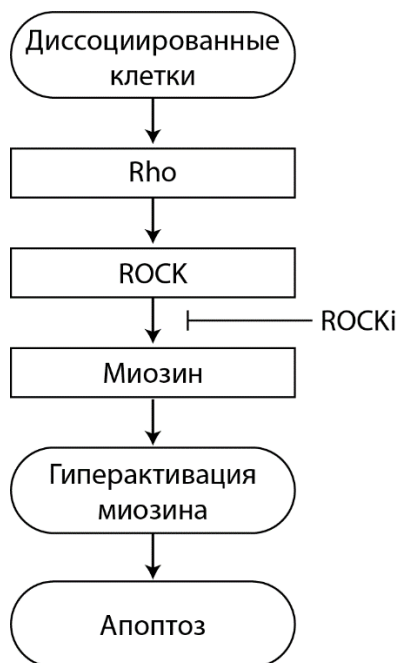 Диссоциированные
клетки
Rho
ROCK
ROCKi
Миозин
Гиперактивация
миозина
Апоптоз